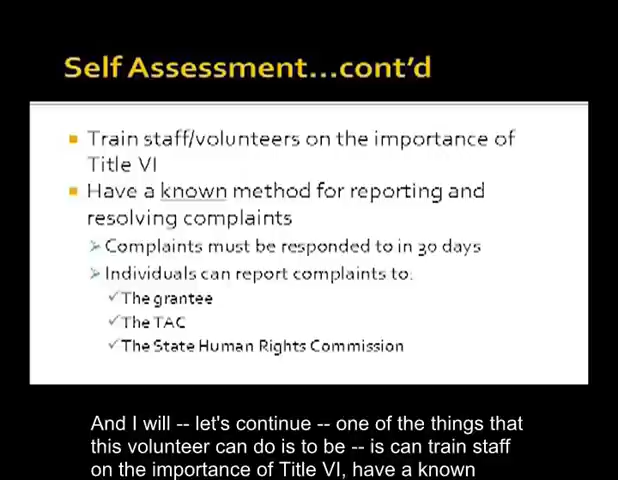 Self Assessment...cont'd
Train staff/volunteers on the importance of
Title VI
Have a known method for reporting and
resolving complaints
Complaints must be responded to in 30 days
Individuals can report complaints to:
The grantee
The TAC
The State Human Rights Commission
And I will -- let's continue -- one of the things that
this volunteer can do is to be -- is can train staff
on the importance of Title VI, have a known